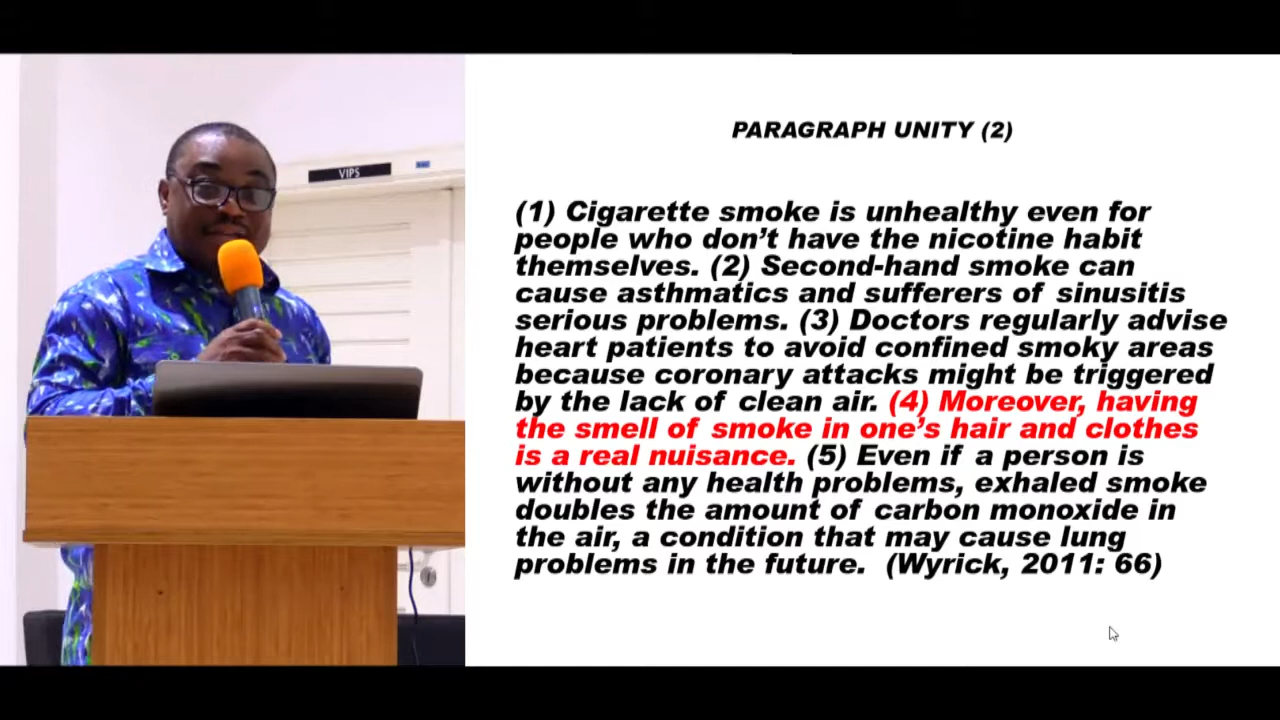 VIPS
PARAGRAPH UNITY (2)
(1) Cigarette smoke is unhealthy even for
people who don't have the nicotine habit
themselves. (2) Second-hand smoke can
cause asthmatics and sufferers of sinusitis
serious problems. (3) Doctors regularly advise
heart patients to avoid confined smoky areas
because coronary attacks might be triggered
by the lack of clean air. (4) Moreover, having
the smell of smoke in one's hair and clothes
is a real nuisance. (5) Even if a person is
without any health problems, exhaled smoke
doubles the amount of carbon monoxide in
the air, a condition that may cause lung
problems in the future. (Wyrick, 2011: 66)